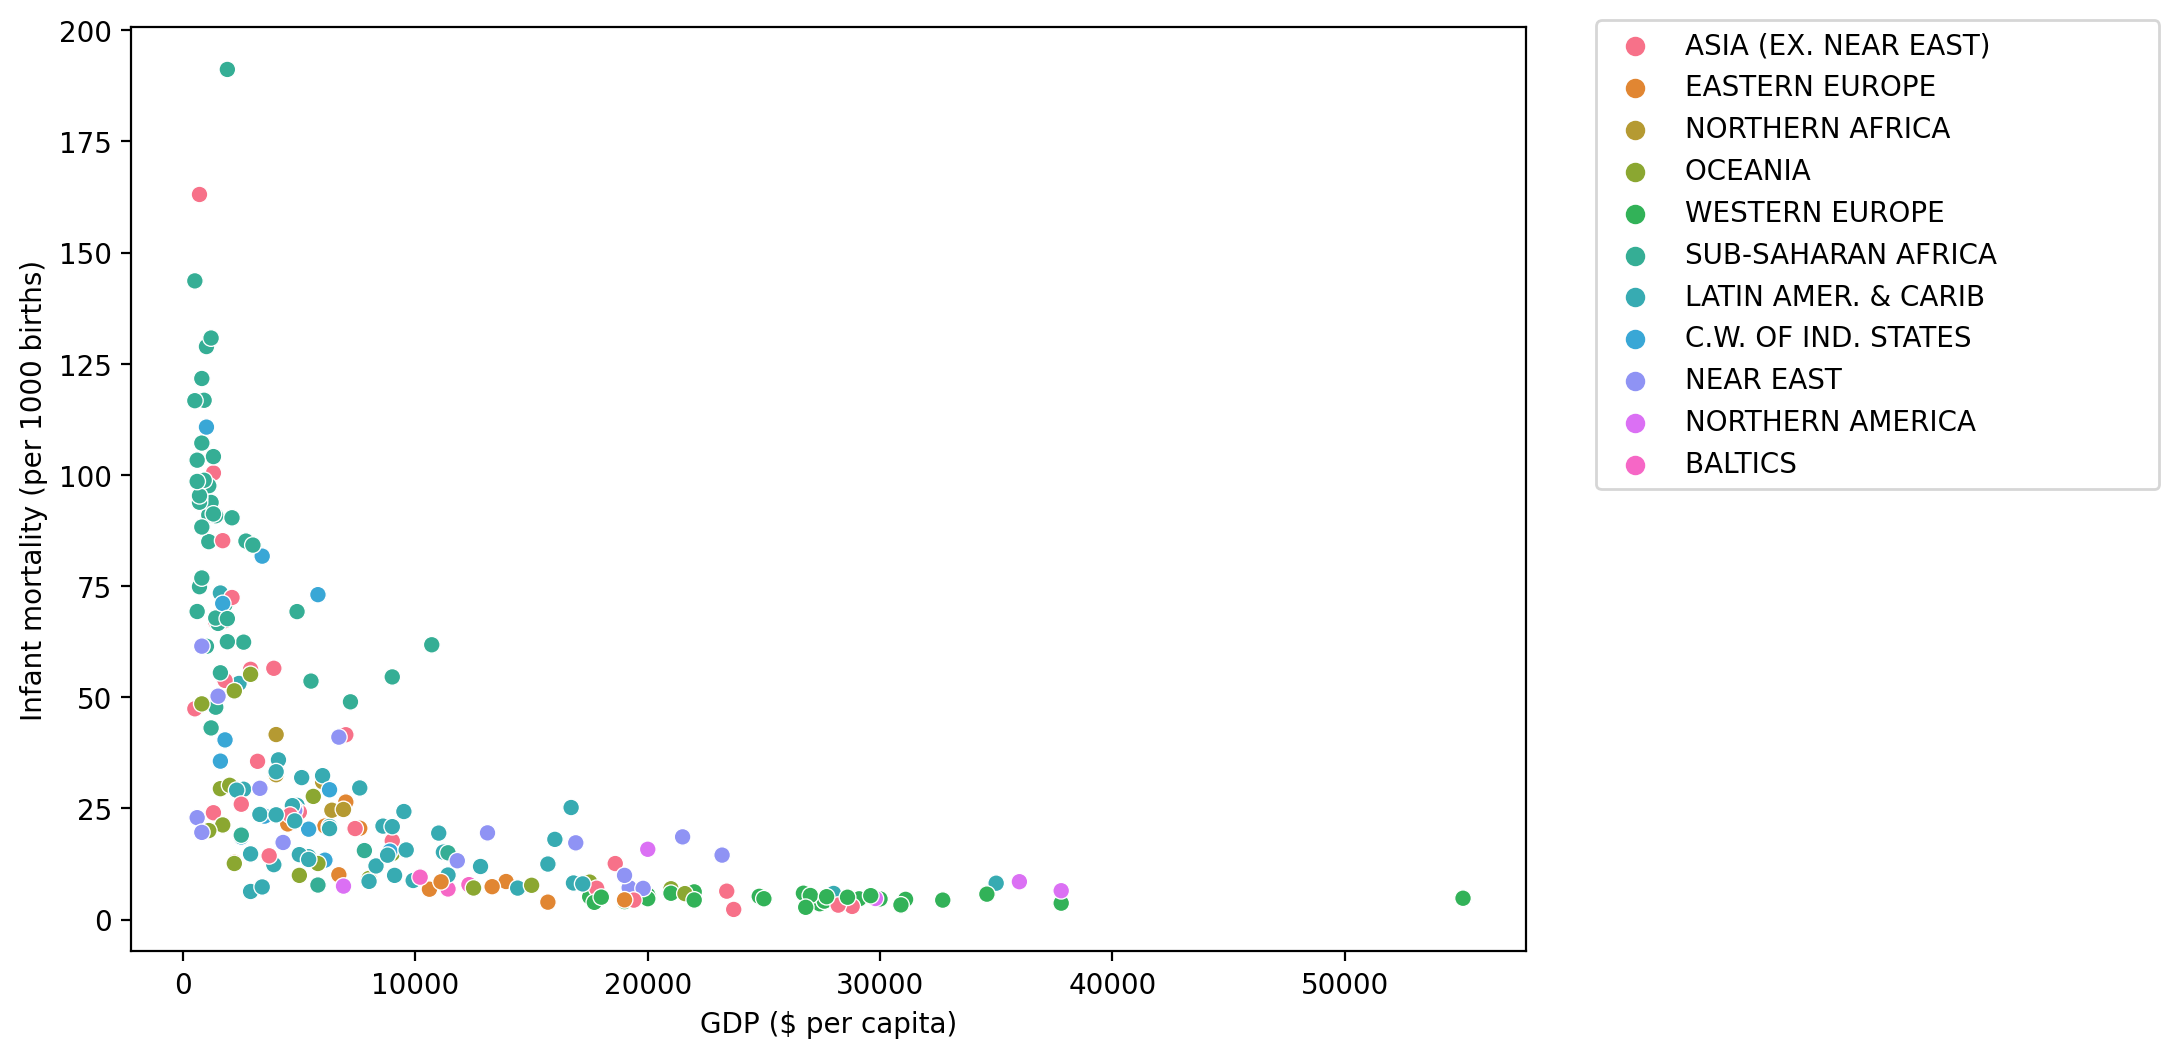 200
175
150
125
100
75
50
25
0
Infant mortality (per 1000 births)
0 10000 20000 30000 40000 50000
GDP ($ per capita)
ASIA (EX. NEAR EAST)
EASTERN EUROPE
NORTHERN AFRICA
OCEANIA
WESTERN EUROPE
SUB-SAHARAN AFRICA
LATIN AMER. & CARIB
C.W. OF IND. STATES
NEAR EAST
NORTHERN AMERICA
BALTICS